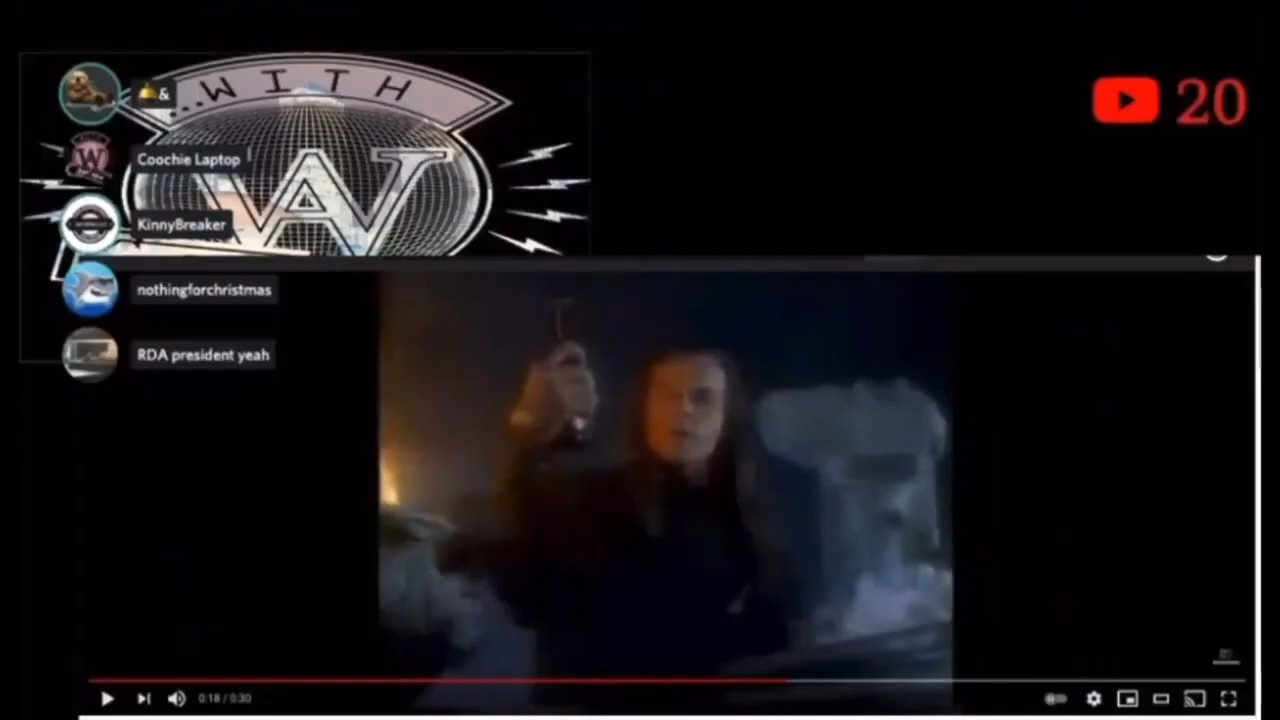 ...WITH
20
🔔&
Coochie Laptop
W
KinnyBreaker
nothingforchristmas
RDA president yeah
0:18 / 0:30